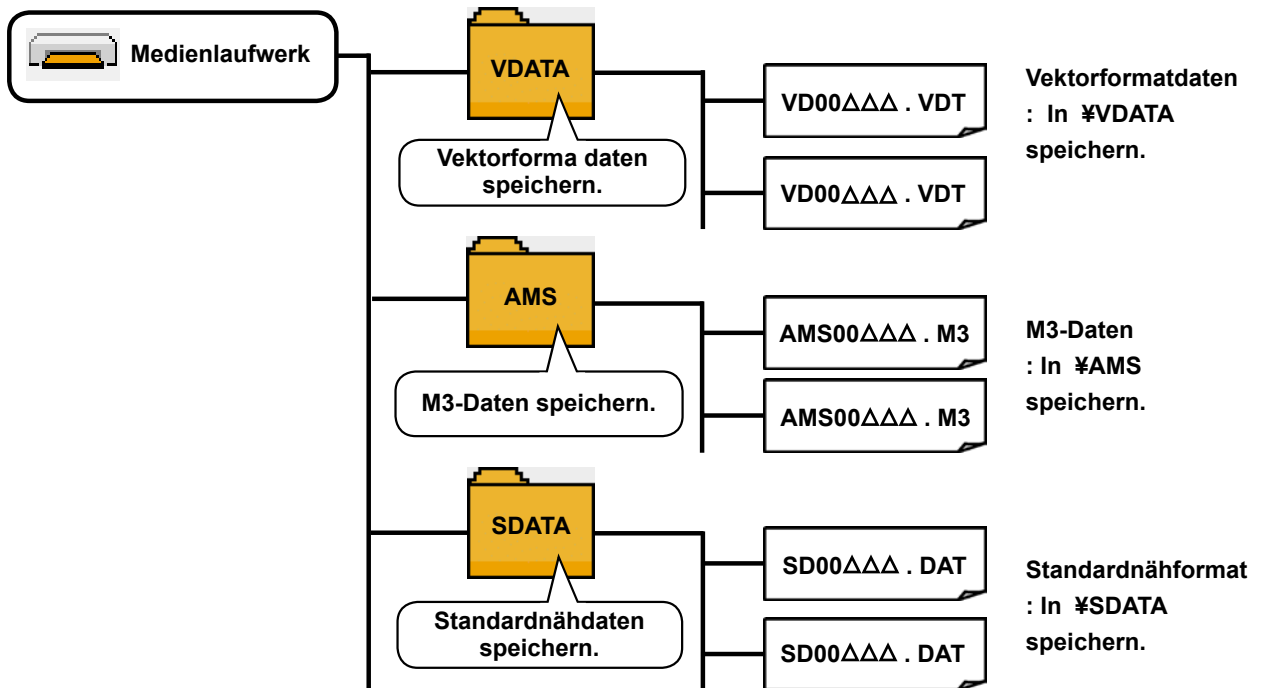 Medienlaufwerk
VDATA
Vektorforma daten
speichern.
VD00△△△ . VDT
VD00△△△ . VDT
Vektorformatdaten
: In ¥VDATA
speichern.
AMS
M3-Daten speichern.
AMS00△△△ . M3
AMS00△△△ . M3
M3-Daten
: In ¥AMS
speichern.
SDATA
Standardnähdaten
speichern.
SD00△△△ . DAT
SD00△△△ . DAT
Standardnähformat
: In ¥SDATA
speichern.